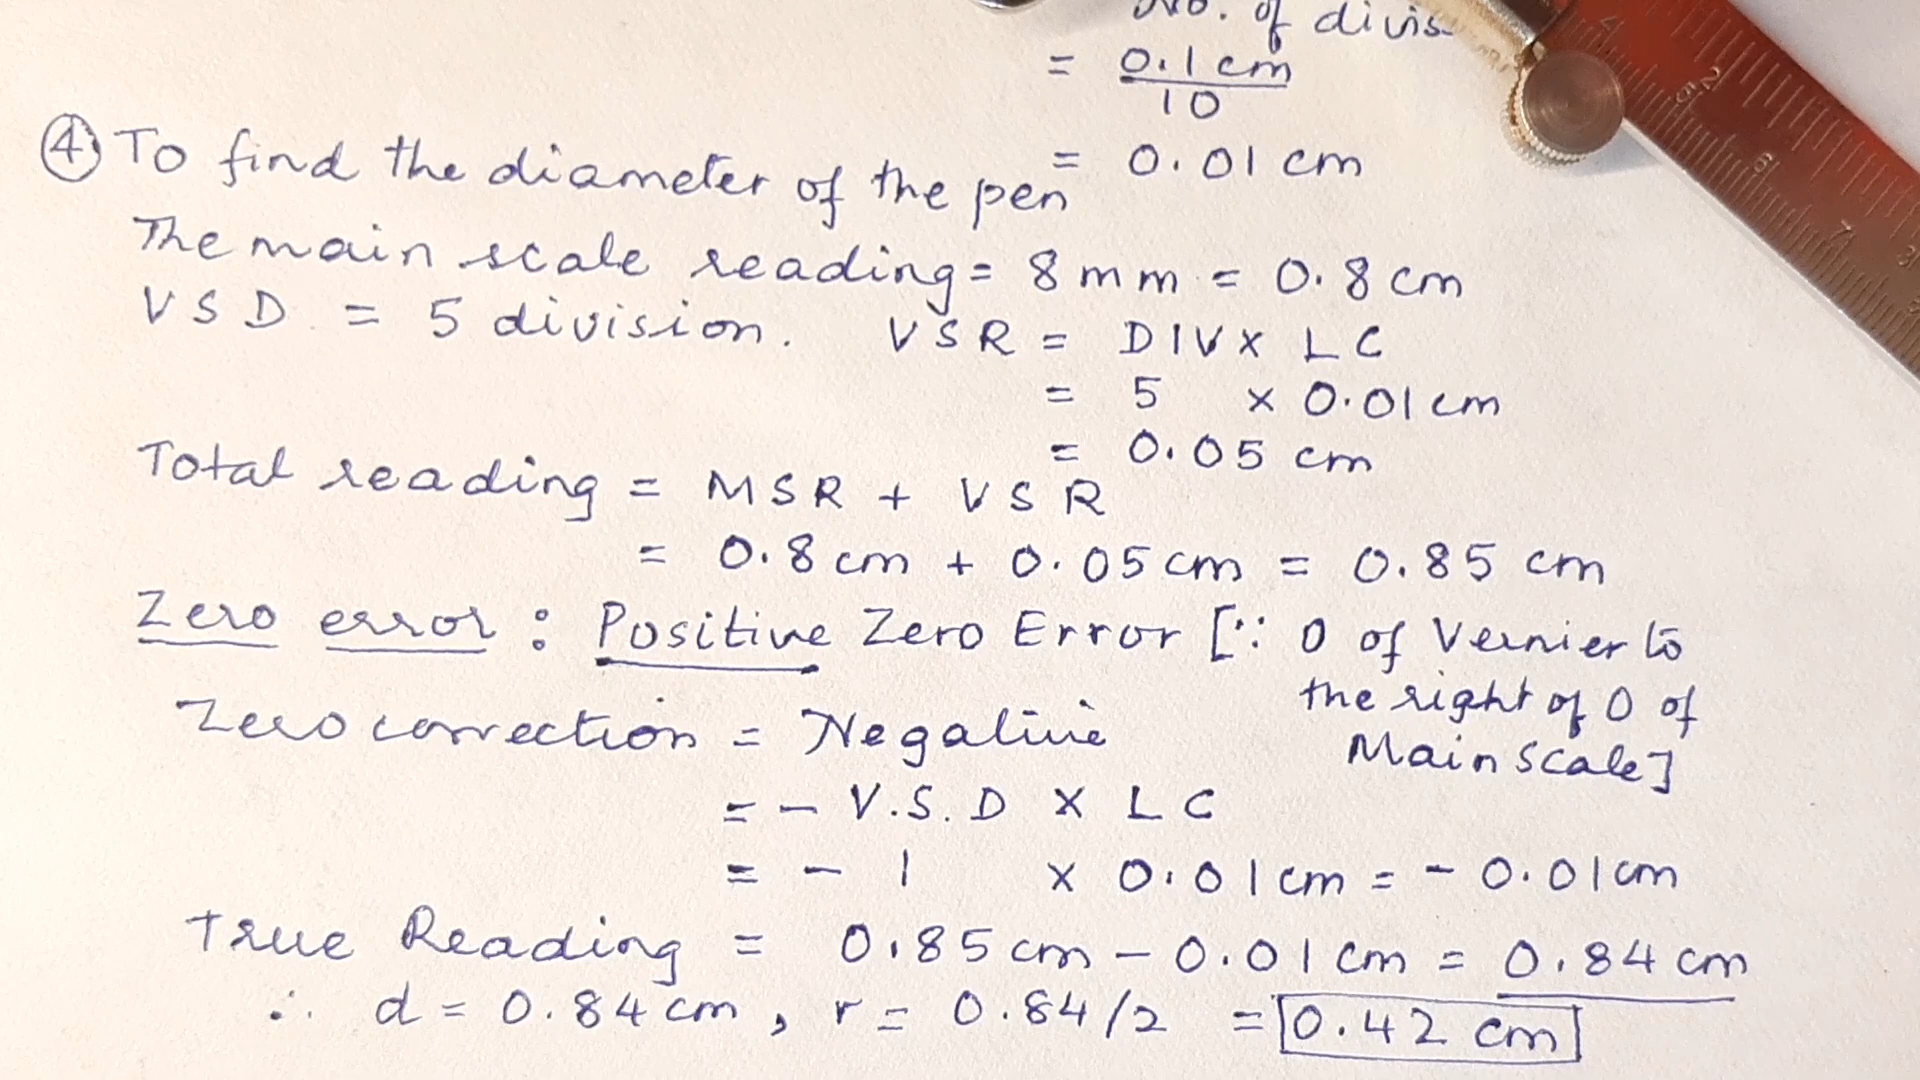 No. of divis
= 0.1 cm
10
= 0.01 cm
④ To find the diameter of the pen
The main scale reading = 8 mm = 0.8 cm
VSD = 5 division. VSR = DIV X LC
= 5 x 0.01 cm
= 0.05 cm
Total reading = MSR + VSR
= 0.8 cm + 0.05 cm = 0.85 cm
Zero error : Positive Zero Error [∵ 0 of Vernier to
the right of 0 of
Main Scale]
Zero correction = Negative
= - V.S.D X LC
= - 1 X 0.01 cm = - 0.01 cm
True Reading = 0.85 cm - 0.01 cm = 0.84 cm
∴ d = 0.84 cm, r = 0.84/2 = 0.42 cm